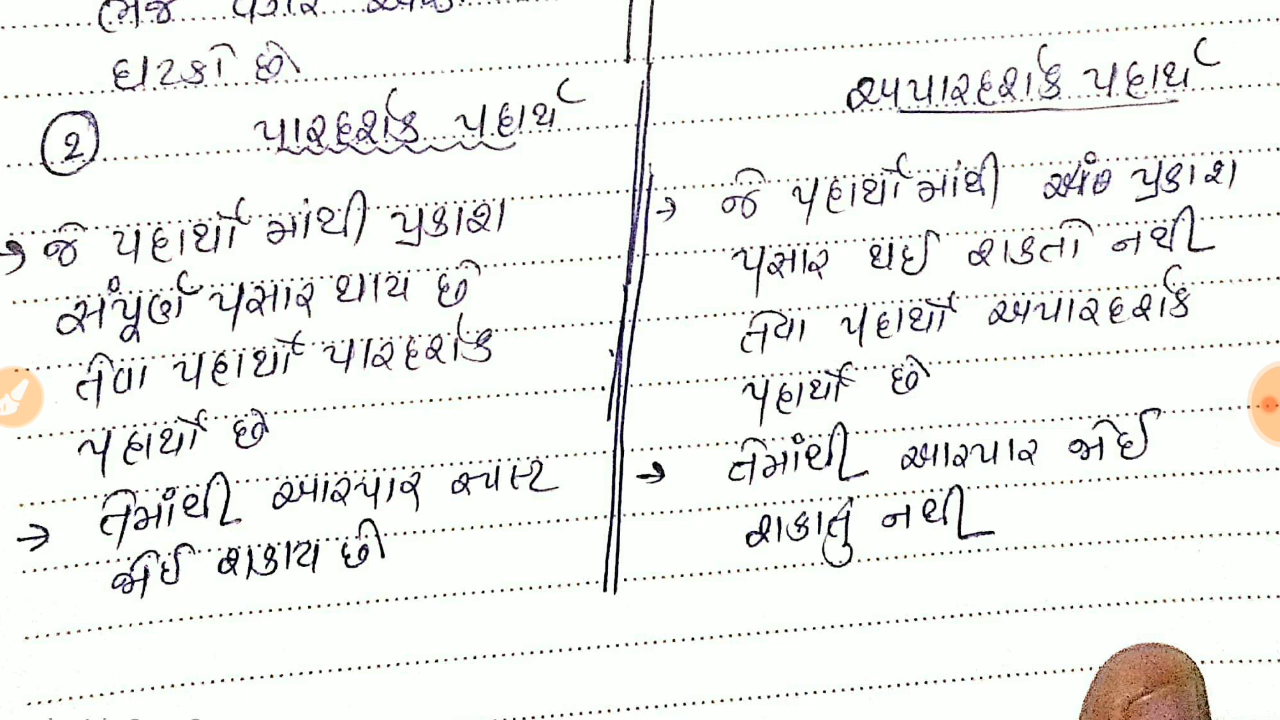 ઘટકો છે
(2) પારદર્શક પદાર્થ
→ જે પદાર્થો માંથી પ્રકાશ
સંપૂર્ણ પસાર થાય છે
તેવા પદાર્થો પારદર્શક
પદાર્થો છે
→ તેમાંથી આરપાર સ્પષ્ટ
જોઈ શકાય છે
અપારદર્શક પદાર્થ
→ જે પદાર્થોમાંથી પ્રકાશ
પસાર થઈ શકતો નથી
તેવા પદાર્થો અપારદર્શક
પદાર્થો છે
→ તેમાંથી આરપાર જોઈ
શકાતું નથી